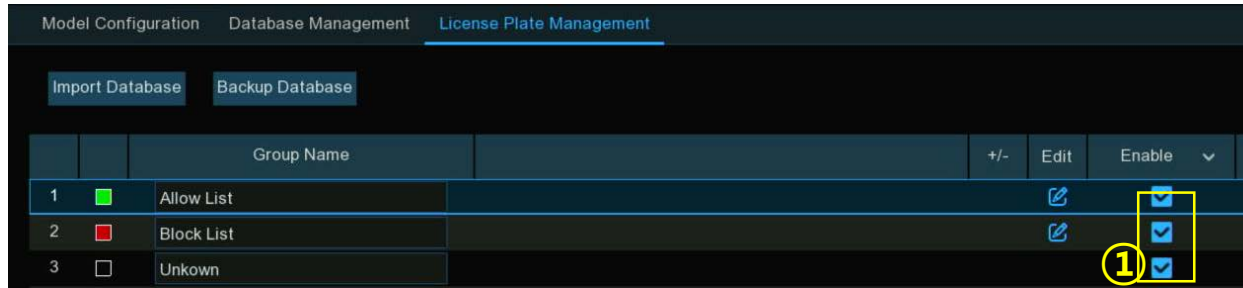 Model Configuration Database Management License Plate Management
Import Database Backup Database
Group Name +/- Edit Enable
1 Allow List
2 Block List
3 Unkown
①